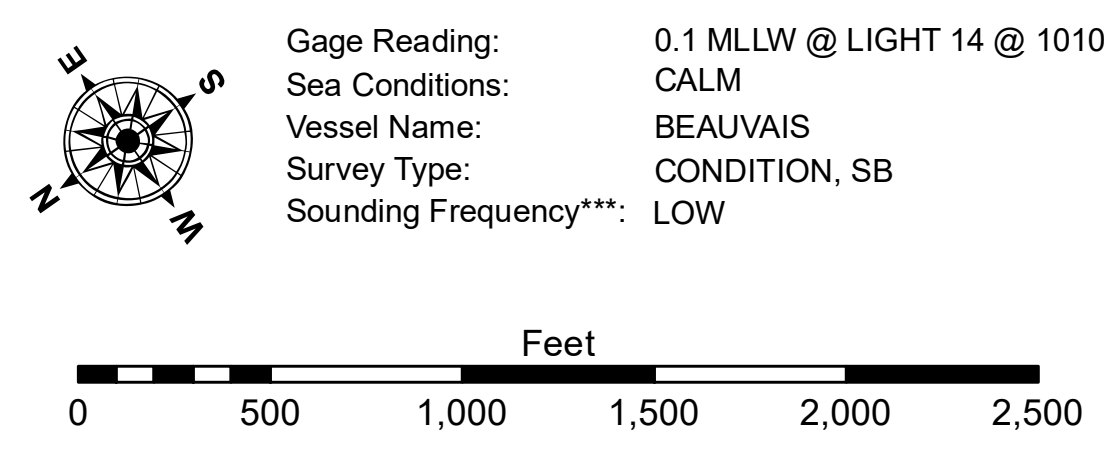 E
S
N
W
Gage Reading: 0.1 MLLW @ LIGHT 14 @ 1010
Sea Conditions: CALM
Vessel Name: BEAUVAIS
Survey Type: CONDITION, SB
Sounding Frequency***: LOW
Feet
0 500 1,000 1,500 2,000 2,500